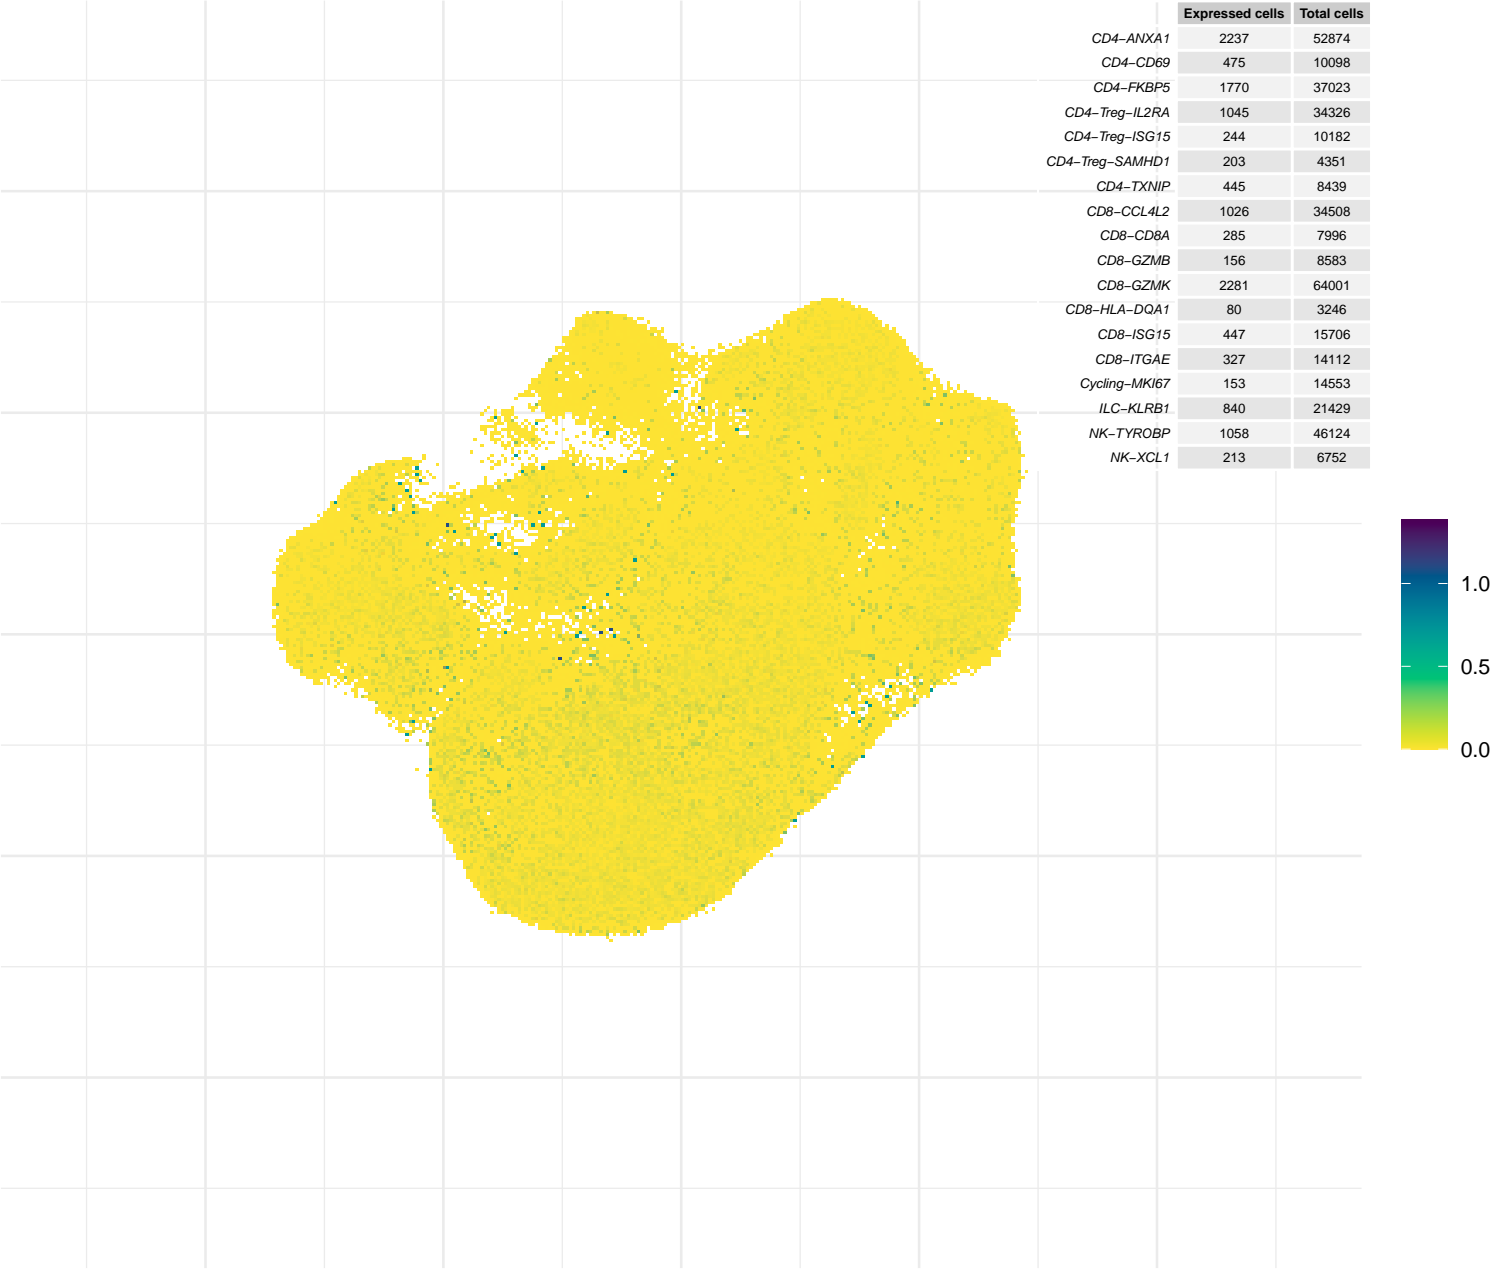 Expressed cells Total cells
CD4−ANXA1 2237 52874
CD4−CD69 475 10098
CD4−FKBP5 1770 37023
CD4−Treg−IL2RA 1045 34326
CD4−Treg−ISG15 244 10182
CD4−Treg−SAMHD1 203 4351
CD4−TXNIP 445 8439
CD8−CCL4L2 1026 34508
CD8−CD8A 285 7996
CD8−GZMB 156 8583
CD8−GZMK 2281 64001
CD8−HLA−DQA1 80 3246
CD8−ISG15 447 15706
CD8−ITGAE 327 14112
Cycling−MKI67 153 14553
ILC−KLRB1 840 21429
NK−TYROBP 1058 46124
NK−XCL1 213 6752
1.0
0.5
0.0